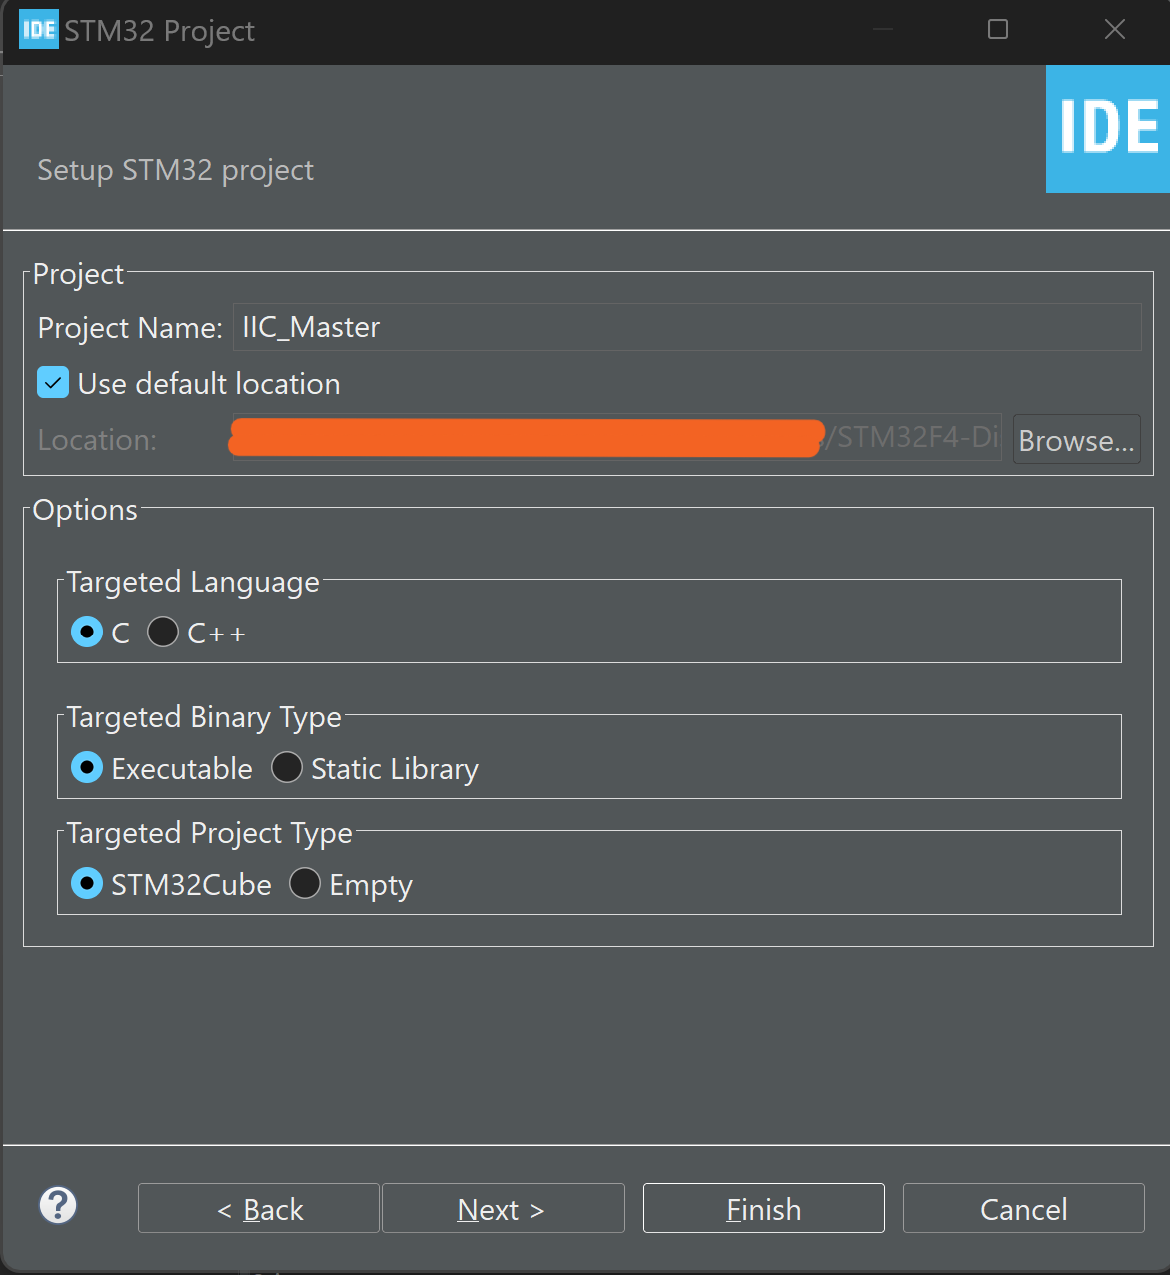 IDE STM32 Project
IDE
Setup STM32 project
Project
Project Name: IIC_Master
Use default location
Location: /STM32F4-Di Browse...
Options
Targeted Language
C C++
Targeted Binary Type
Executable Static Library
Targeted Project Type
STM32Cube Empty
? < Back Next > Finish Cancel